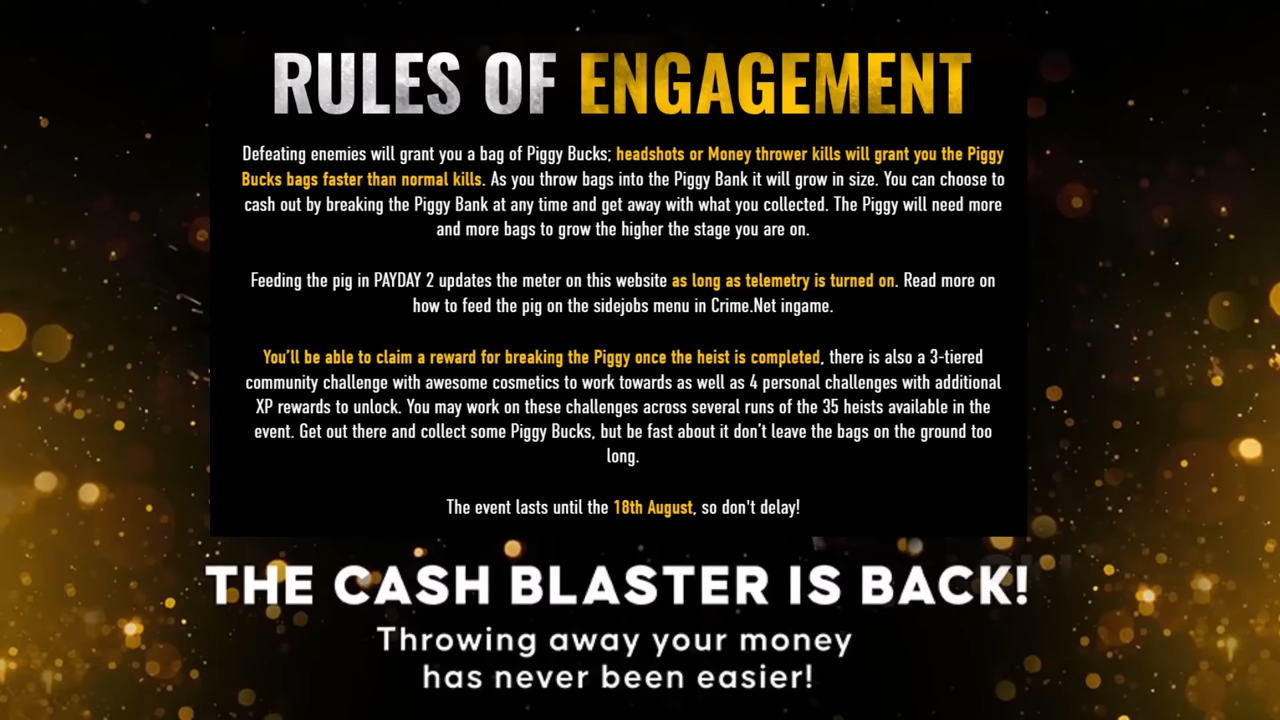 RULES OF ENGAGEMENT
Defeating enemies will grant you a bag of Piggy Bucks; headshots or Money thrower kills will grant you the Piggy
Bucks bags faster than normal kills. As you throw bags into the Piggy Bank it will grow in size. You can choose to
cash out by breaking the Piggy Bank at any time and get away with what you collected. The Piggy will need more
and more bags to grow the higher the stage you are on.
Feeding the pig in PAYDAY 2 updates the meter on this website as long as telemetry is turned on. Read more on
how to feed the pig on the sidejobs menu in Crime.Net ingame.
You’ll be able to claim a reward for breaking the Piggy once the heist is completed, there is also a 3-tiered
community challenge with awesome cosmetics to work towards as well as 4 personal challenges with additional
XP rewards to unlock. You may work on these challenges across several runs of the 35 heists available in the
event. Get out there and collect some Piggy Bucks, but be fast about it don’t leave the bags on the ground too
long.
The event lasts until the 18th August, so don't delay!
THE CASH BLASTER IS BACK!
Throwing away your money
has never been easier!